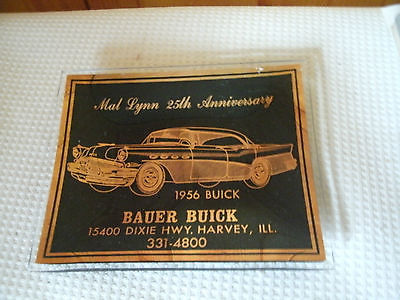 Mal Lynn 25th Anniversary
1956 BUICK
BAUER BUICK
15400 DIXIE HWY. HARVEY, ILL.
331-4800